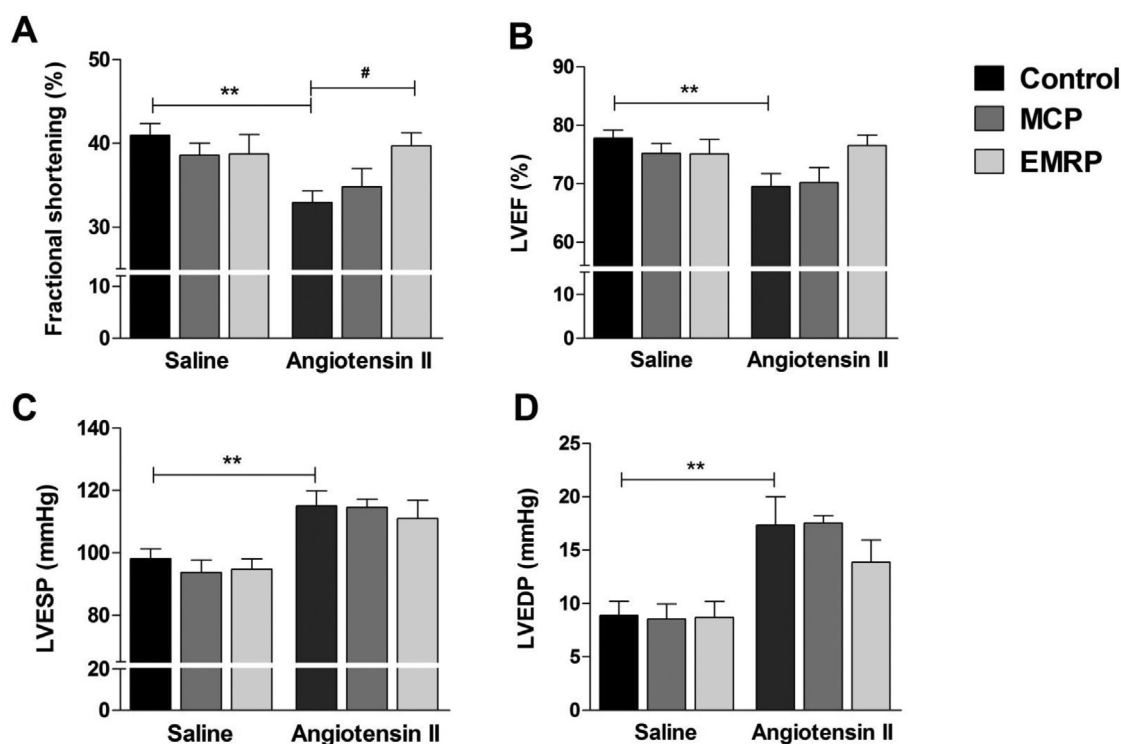 A
Fractional shortening (%)
50
40
30
10
0
**
#
Saline
Angiotensin II
B
LVEF (%)
90
80
70
60
10
0
**
Saline
Angiotensin II
Control
MCP
EMRP
C
LVESP (mmHg)
140
120
100
80
20
0
**
Saline
Angiotensin II
D
LVEDP (mmHg)
25
20
15
10
5
0
**
Saline
Angiotensin II